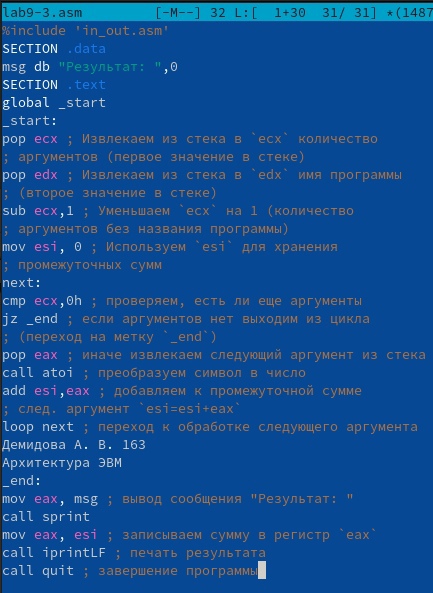 lab9-3.asm [-M--] 32 L:[ 1+30 31/ 31] *(1487
%include 'in_out.asm'
SECTION .data
msg db "Результат: ",0
SECTION .text
global _start
_start:
pop ecx ; Извлекаем из стека в `ecx` количество
; аргументов (первое значение в стеке)
pop edx ; Извлекаем из стека в `edx` имя программы
; (второе значение в стеке)
sub ecx,1 ; Уменьшаем `ecx` на 1 (количество
; аргументов без названия программы)
mov esi, 0 ; Используем `esi` для хранения
; промежуточных сумм
next:
cmp ecx,0h ; проверяем, есть ли еще аргументы
jz _end ; если аргументов нет выходим из цикла
; (переход на метку `_end`)
pop eax ; иначе извлекаем следующий аргумент из стека
call atoi ; преобразуем символ в число
add esi,eax ; добавляем к промежуточной сумме
; след. аргумент `esi=esi+eax`
loop next ; переход к обработке следующего аргумента
Демидова А. В. 163
Архитектура ЭВМ
_end:
mov eax, msg ; вывод сообщения "Результат: "
call sprint
mov eax, esi ; записываем сумму в регистр `eax`
call iprintLF ; печать результата
call quit ; завершение программы